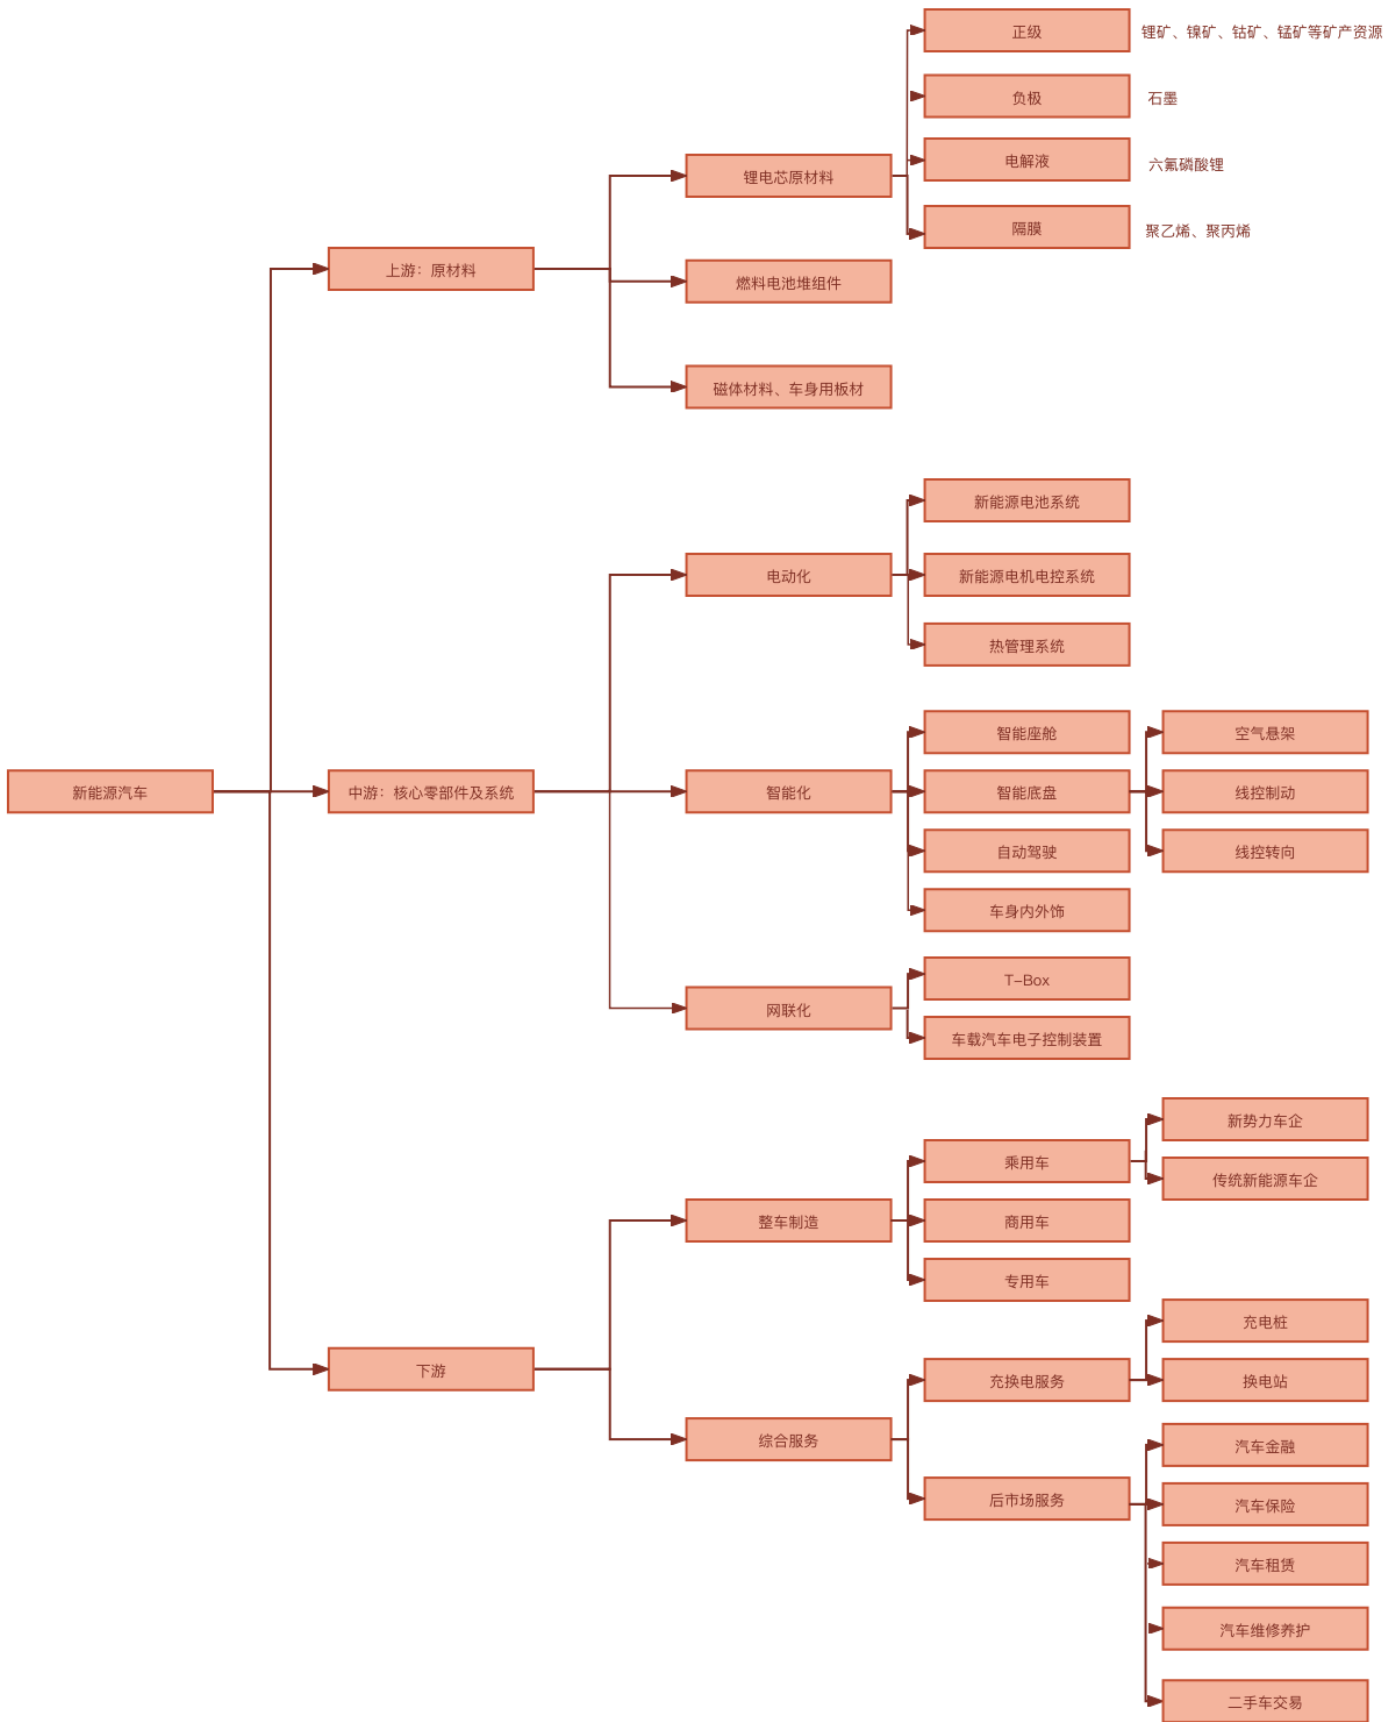 正级
锂矿、镍矿、钴矿、锰矿等矿产资源
负极
石墨
电解液
六氟磷酸锂
锂电芯原材料
隔膜
聚乙烯、聚丙烯
上游：原材料
燃料电池堆组件
磁体材料、车身用板材
新能源电池系统
电动化
新能源电机电控系统
热管理系统
智能座舱
空气悬架
新能源汽车
中游：核心零部件及系统
智能化
智能底盘
线控制动
自动驾驶
线控转向
车身内外饰
T-Box
网联化
车载汽车电子控制装置
新势力车企
乘用车
传统新能源车企
整车制造
商用车
专用车
充电桩
下游
充换电服务
换电站
综合服务
汽车金融
后市场服务
汽车保险
汽车租赁
汽车维修养护
二手车交易